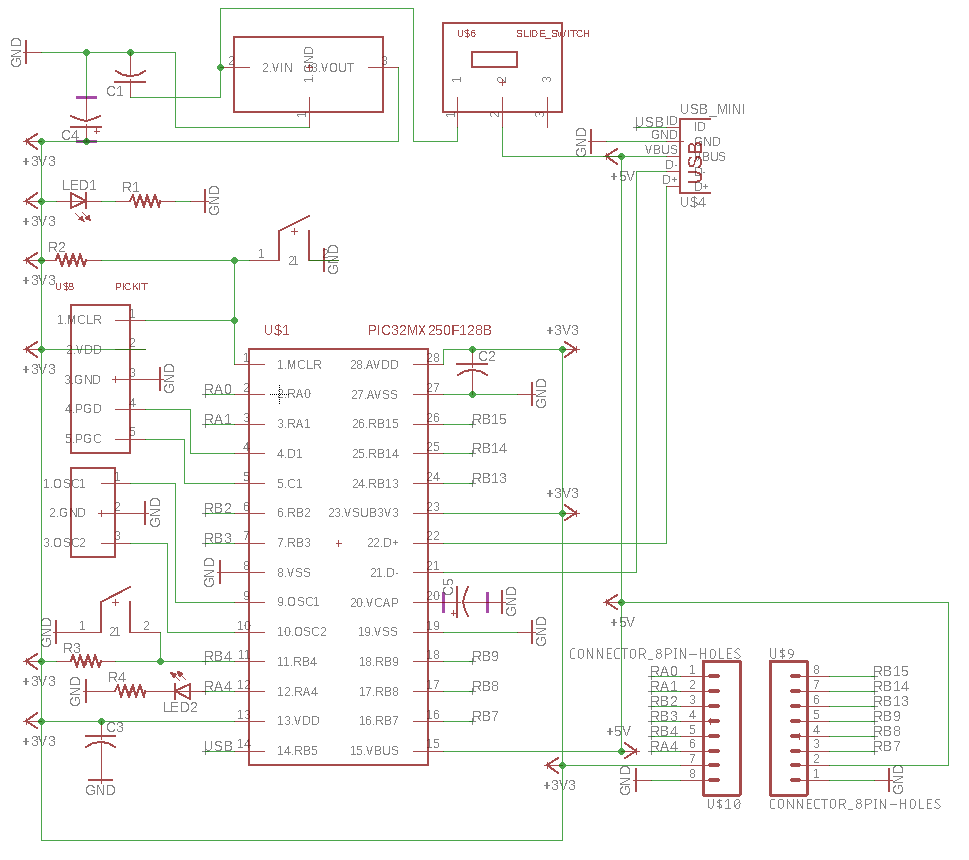 GND
C1
C4
+
+3V3
2
2.VIN
1.GND
3.VOUT
3
1
U$6
SLIDE_SWITCH
1
2
3
1
2
3
USB_MINI
USB
ID
GND
VBUS
D-
D+
ID
GND
VBUS
D-
D+
USB
U$4
GND
+5V
LED1
R1
GND
+3V3
R2
+3V3
1
21
GND
U$8
PICKIT
1.MCLR
1
2.VDD
2
+3V3
3.GND
3
GND
4.PGD
4
5.PGC
5
1.OSC1
1
2.GND
2
GND
3.OSC2
3
U$1
PIC32MX250F128B
1
1.MCLR
28.AVDD
28
C2
+3V3
RA0
2
2.RA0
27.AVSS
27
GND
RA1
3
3.RA1
26.RB15
26
RB15
4
4.D1
25.RB14
25
RB14
5
5.C1
24.RB13
24
RB13
RB2
6
6.RB2
23.VSUB3V3
23
+3V3
RB3
7
7.RB3
22.D+
22
GND
8
8.VSS
21.D-
21
9
9.OSC1
20.VCAP
20
C5
+
GND
10
10.OSC2
19.VSS
19
GND
RB4
11
11.RB4
18.RB9
18
RB9
RA4
12
12.RA4
17.RB8
17
RB8
13
13.VDD
16.RB7
16
RB7
USB
14
14.RB5
15.VBUS
15
GND
1
21
2
R3
+3V3
R4
GND
LED2
+3V3
C3
GND
+5V
+5V
+3V3
CONNECTOR_8PIN-HOLES
RA0 1
RA1 2
RB2 3
RB3 4
RB4 5
RA4 6
7
GND 8
U$10
U$9
8 RB15
7 RB14
6 RB13
5 RB9
4 RB8
3 RB7
2
1 GND
CONNECTOR_8PIN-HOLES